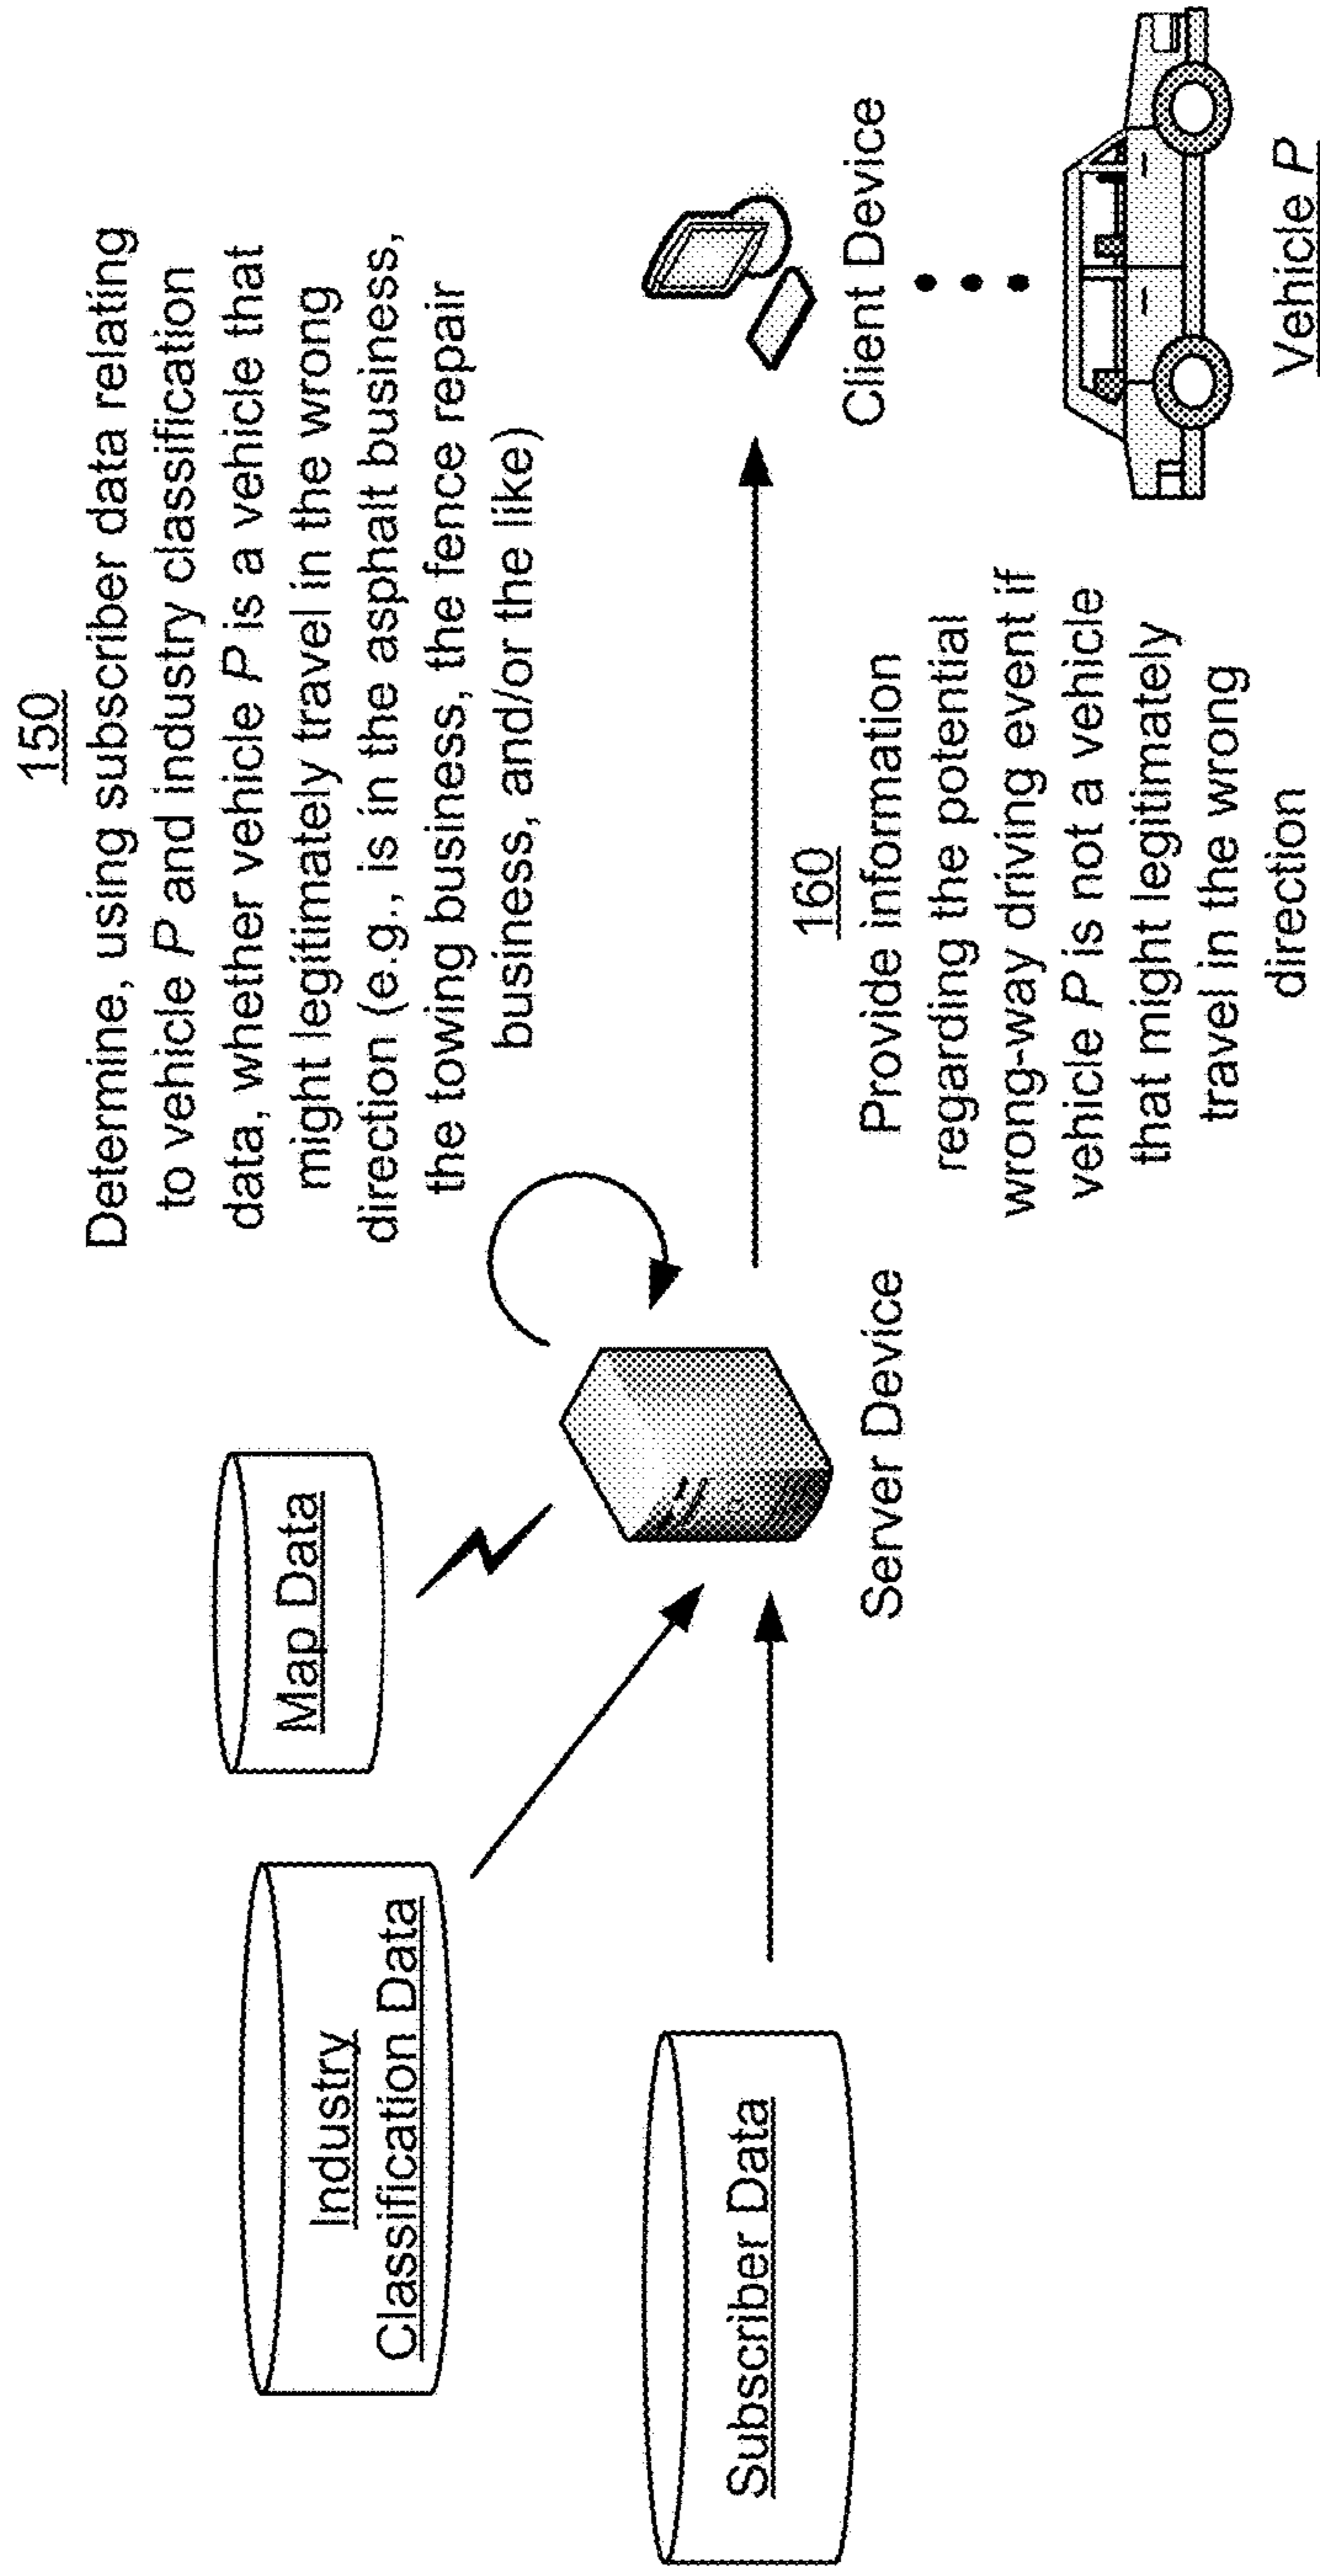 150
Determine, using subscriber data relating
to vehicle P and industry classification
data, whether vehicle P is a vehicle that
might legitimately travel in the wrong
direction (e.g., is in the asphalt business,
the towing business, the fence repair
business, and/or the like)
Map Data
Industry
Classification Data
Subscriber Data
Server Device
160
Provide information
regarding the potential
wrong-way driving event if
vehicle P is not a vehicle
that might legitimately
travel in the wrong
direction
Client Device
Vehicle P